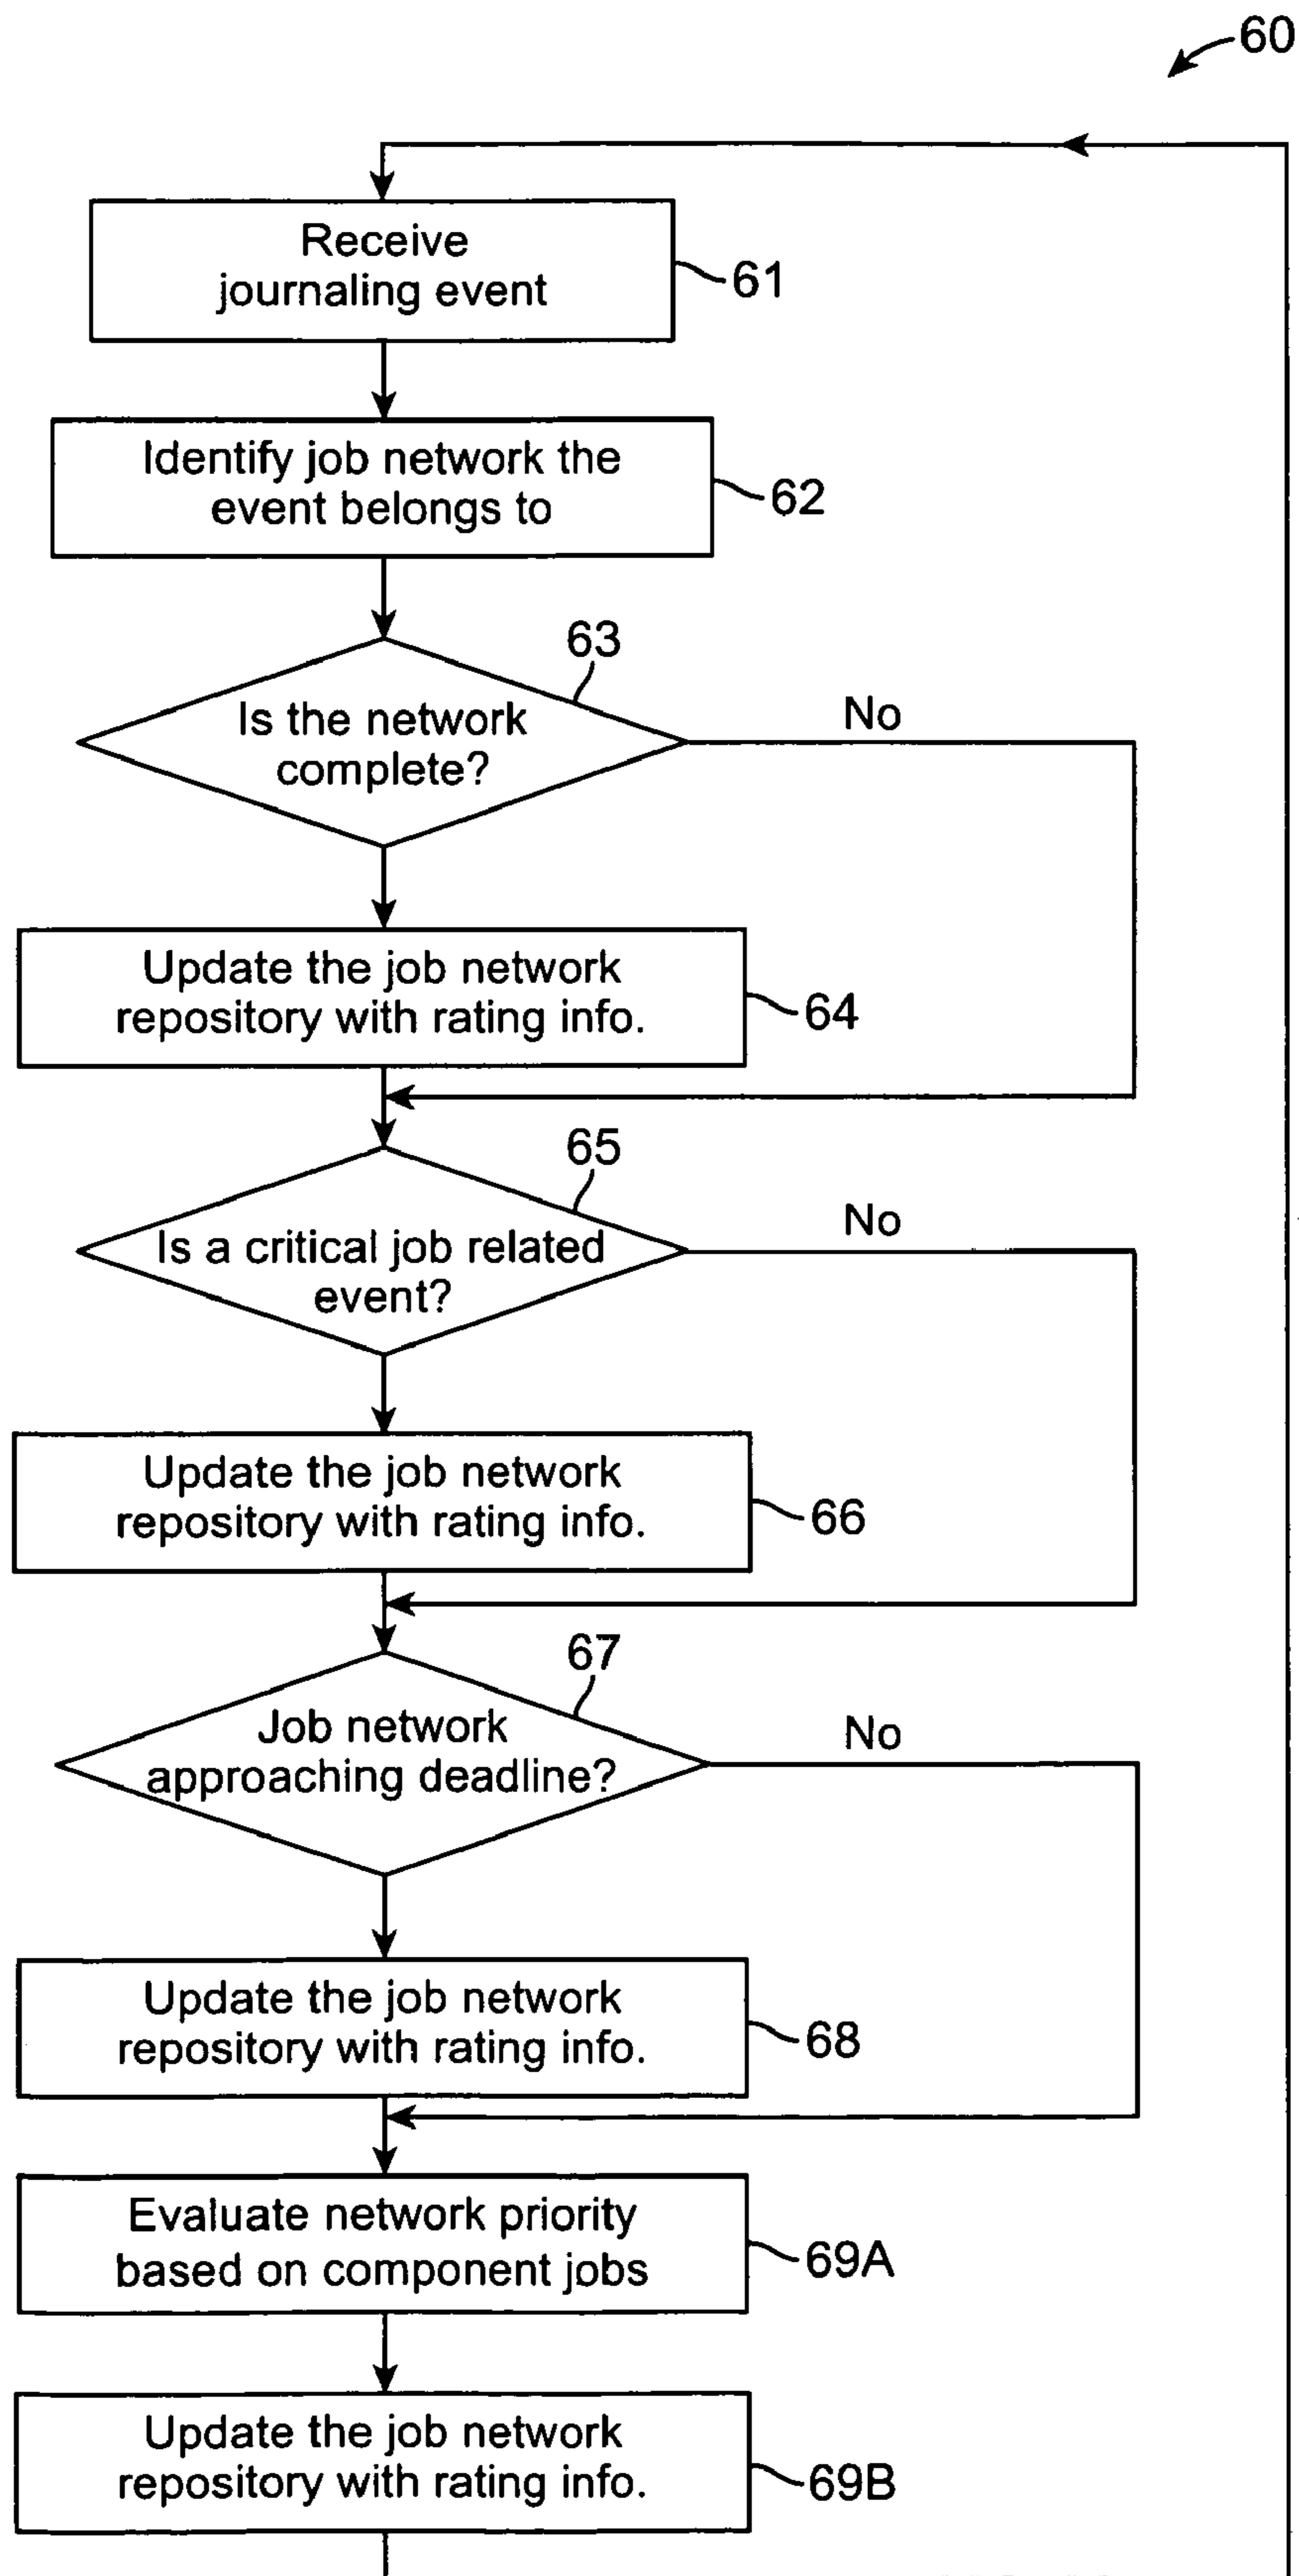 60
Receive
journaling event
61
Identify job network the
event belongs to
62
63
Is the network
complete?
No
Update the job network
repository with rating info.
64
65
Is a critical job related
event?
No
Update the job network
repository with rating info.
66
67
Job network
approaching deadline?
No
Update the job network
repository with rating info.
68
Evaluate network priority
based on component jobs
69A
Update the job network
repository with rating info.
69B